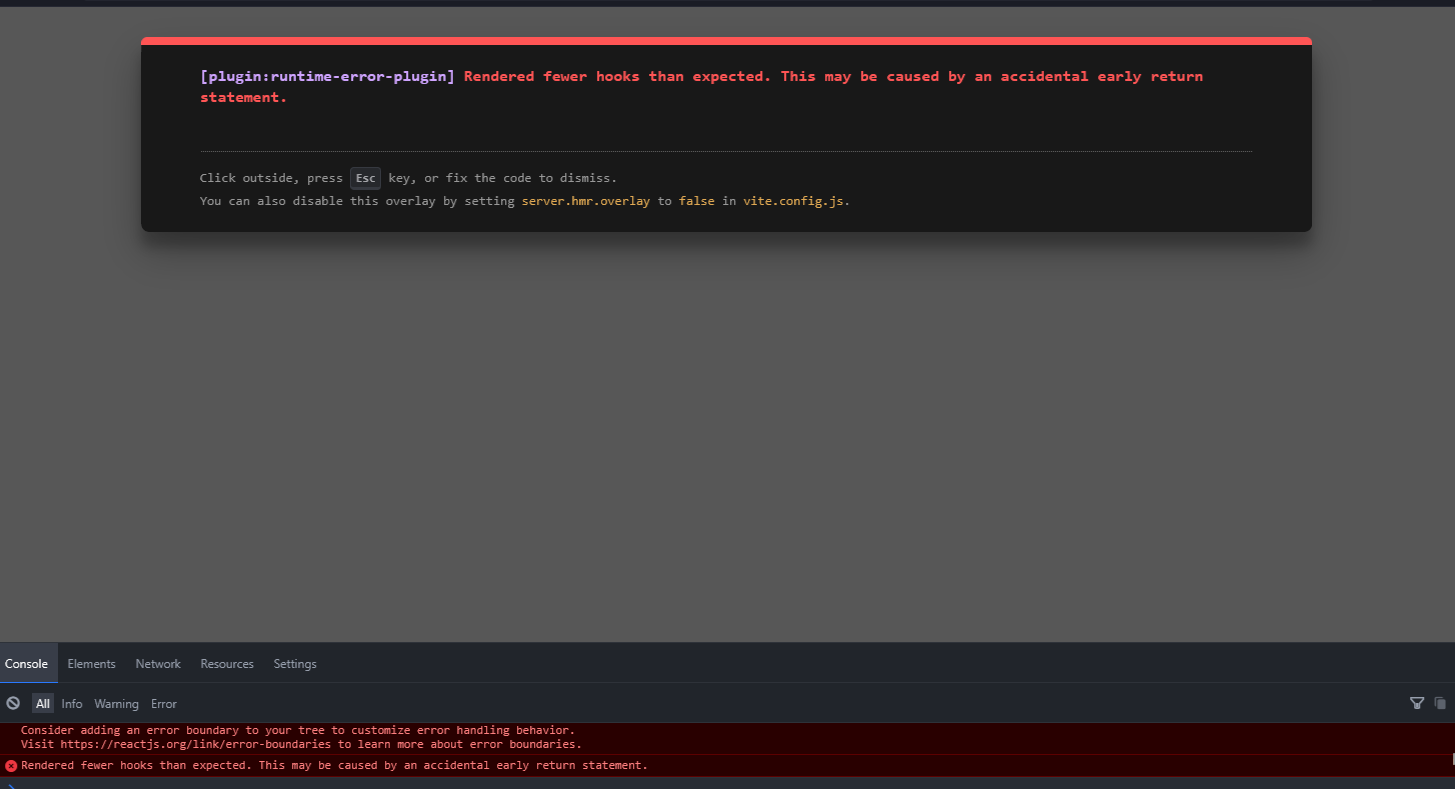 [plugin:runtime-error-plugin] Rendered fewer hooks than expected. This may be caused by an accidental early return
statement.
Click outside, press Esc key, or fix the code to dismiss.
You can also disable this overlay by setting server.hmr.overlay to false in vite.config.js.
Console Elements Network Resources Settings
All Info Warning Error
Consider adding an error boundary to your tree to customize error handling behavior.
Visit https://reactjs.org/link/error-boundaries to learn more about error boundaries.
Rendered fewer hooks than expected. This may be caused by an accidental early return statement.